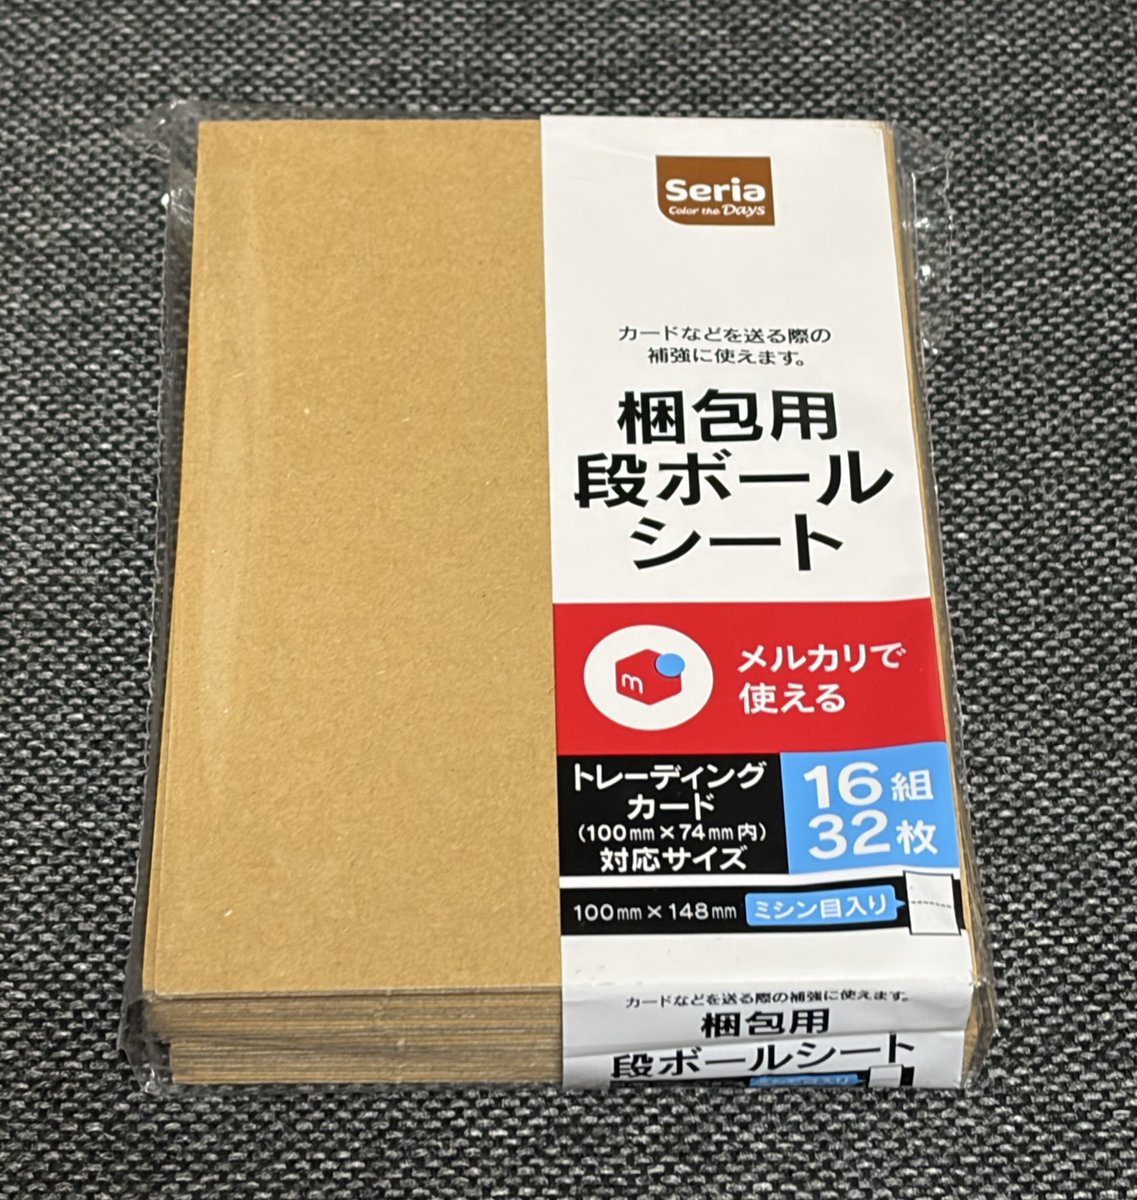 Seria
Color the Days
カードなどを送る際の
補強に使えます。
梱包用
段ボール
シート
m
メルカリで
使える
トレーディング
カード
(100mm×74mm内)
対応サイズ
16組
32枚
100mm×148mm
ミシン目入り
カードなどを送る際の補強に使えます。
梱包用
段ボールシート